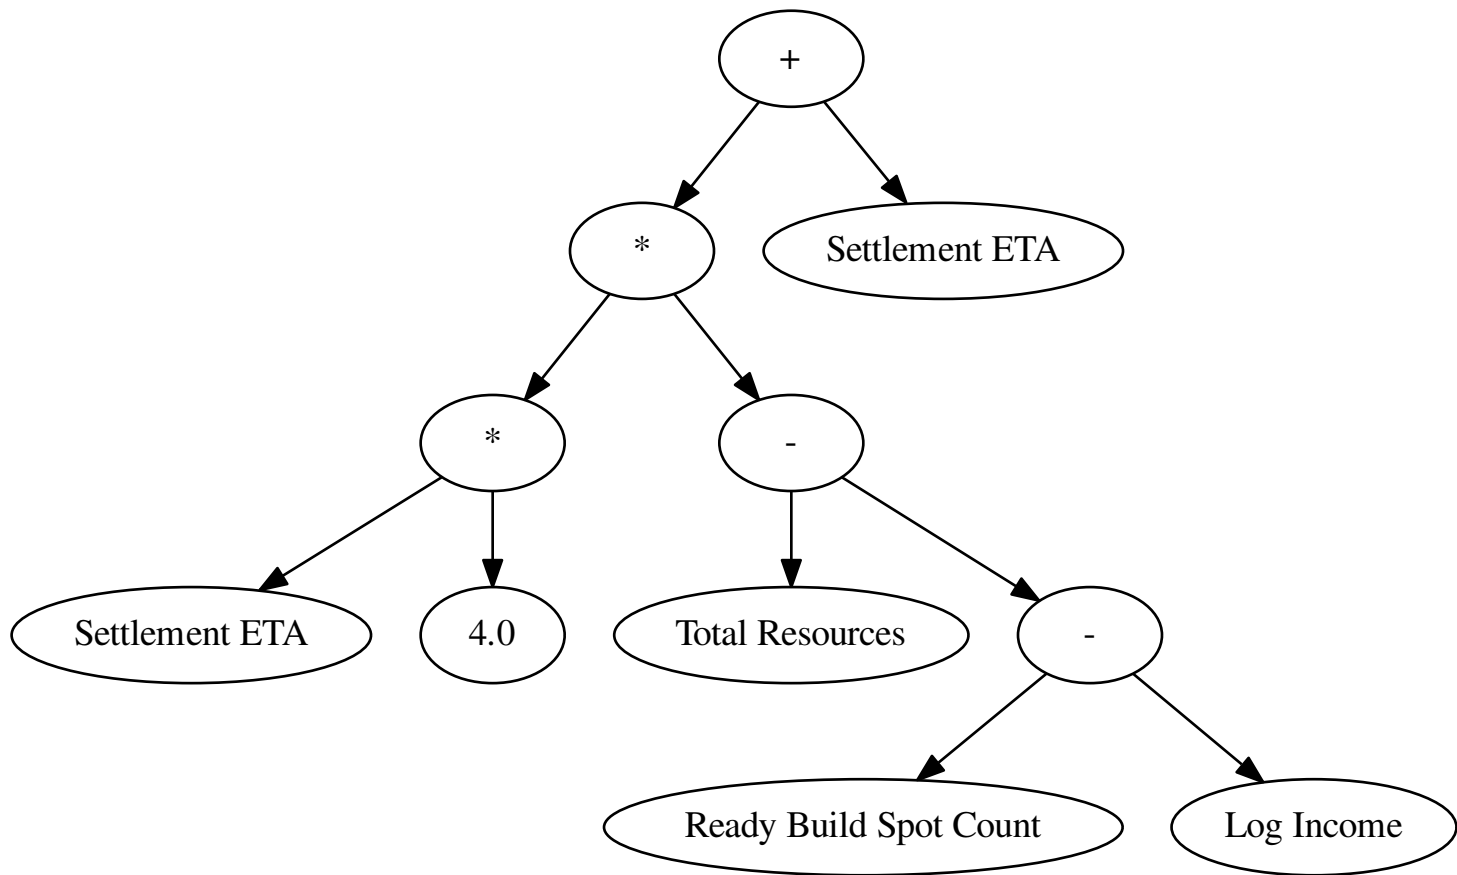 +
*
Settlement ETA
*
-
Settlement ETA
4.0
Total Resources
-
Ready Build Spot Count
Log Income